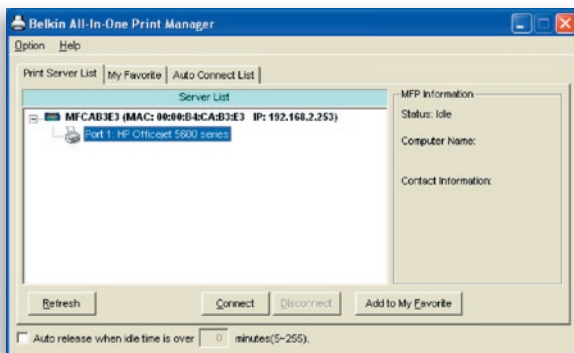 Belkin All-In-One Print Manager
Option Help
Print Server List My Favorite Auto Connect List
Server List
MFCAB3E3 (MAC: 00:00:B4:CA:B3:E3 IP: 192.168.2.253)
Port 1: HP Officejet 5600 series
MFP Information
Status: Idle
Computer Name:
Contact Information:
Refresh Connect Disconnect Add to My Favorite
Auto release when idle time is over 0 minutes(5~255).